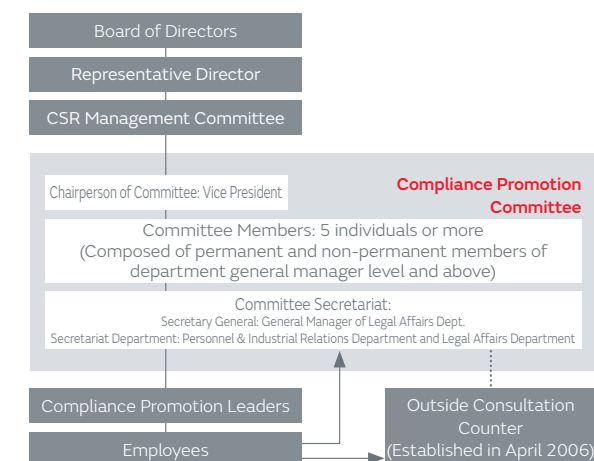 Board of Directors
Representative Director
CSR Management Committee
Compliance Promotion
Committee
Chairperson of Committee: Vice President
Committee Members: 5 individuals or more
(Composed of permanent and non-permanent members of
department general manager level and above)
Committee Secretariat:
Secretary General: General Manager of Legal Affairs Dept.
Secretariat Department: Personnel & Industrial Relations Department and Legal Affairs Department
Compliance Promotion Leaders
Employees
Outside Consultation
Counter
(Established in April 2006)